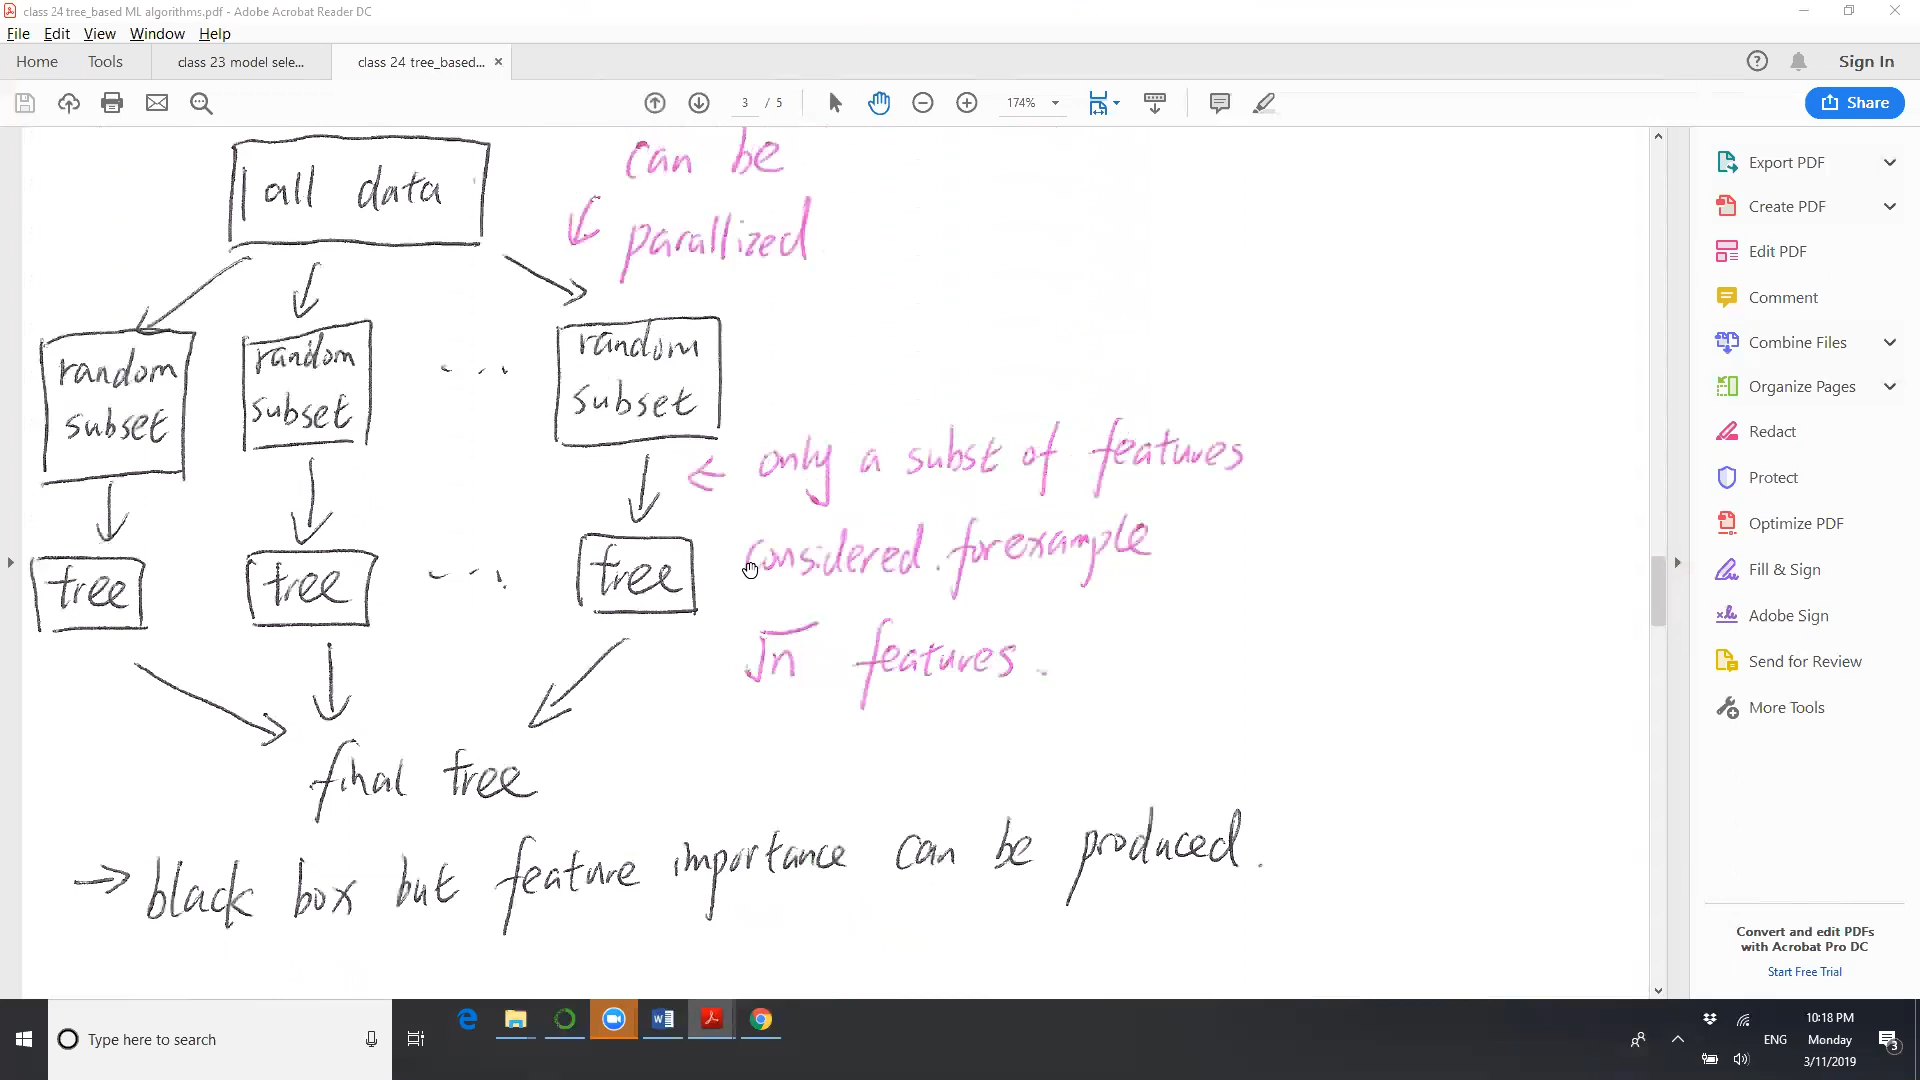 class 24 tree_based ML algorithms.pdf - Adobe Acrobat Reader DC
File Edit View Window Help
Home Tools class 23 model sele... class 24 tree_based... × Sign In
3 / 5 174% Share
all data
can be
parallized
random
subset
random
subset
random
subset
only a subst of features
considered. for example
√n features.
tree
tree
tree
final tree
→ black box but feature importance can be produced.
Export PDF
Create PDF
Edit PDF
Comment
Combine Files
Organize Pages
Redact
Protect
Optimize PDF
Fill & Sign
Adobe Sign
Send for Review
More Tools
Convert and edit PDFs
with Acrobat Pro DC
Start Free Trial
Type here to search
ENG
10:18 PM
Monday
3/11/2019
3